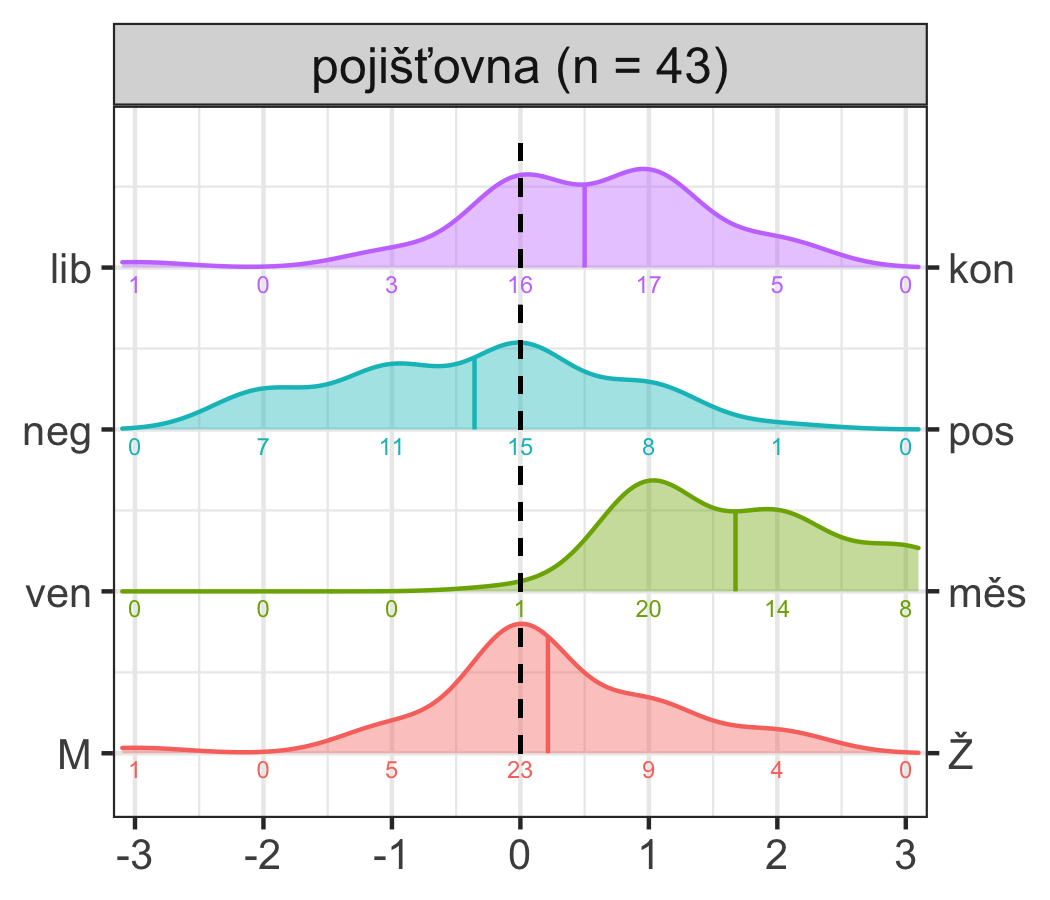 pojišťovna (n = 43)
lib kon
1 0 3 16 17 5 0
neg pos
0 7 11 15 8 1 0
ven měs
0 0 0 1 20 14 8
M Ž
1 0 5 23 9 4 0
-3 -2 -1 0 1 2 3